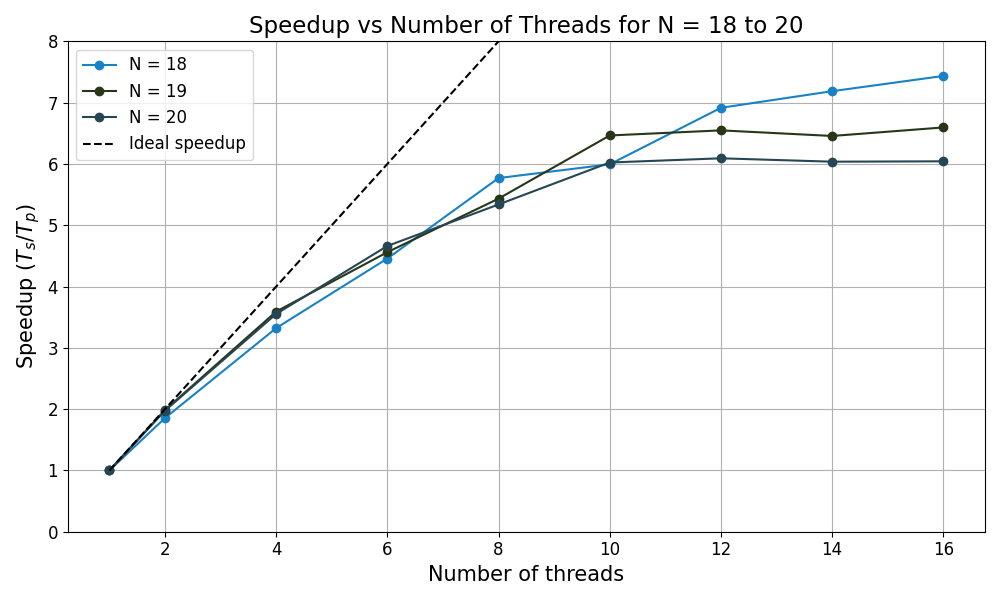 Speedup vs Number of Threads for N = 18 to 20
N = 18
N = 19
N = 20
Ideal speedup
Speedup ($T_s/T_p$)
8
7
6
5
4
3
2
1
0
2 4 6 8 10 12 14 16
Number of threads